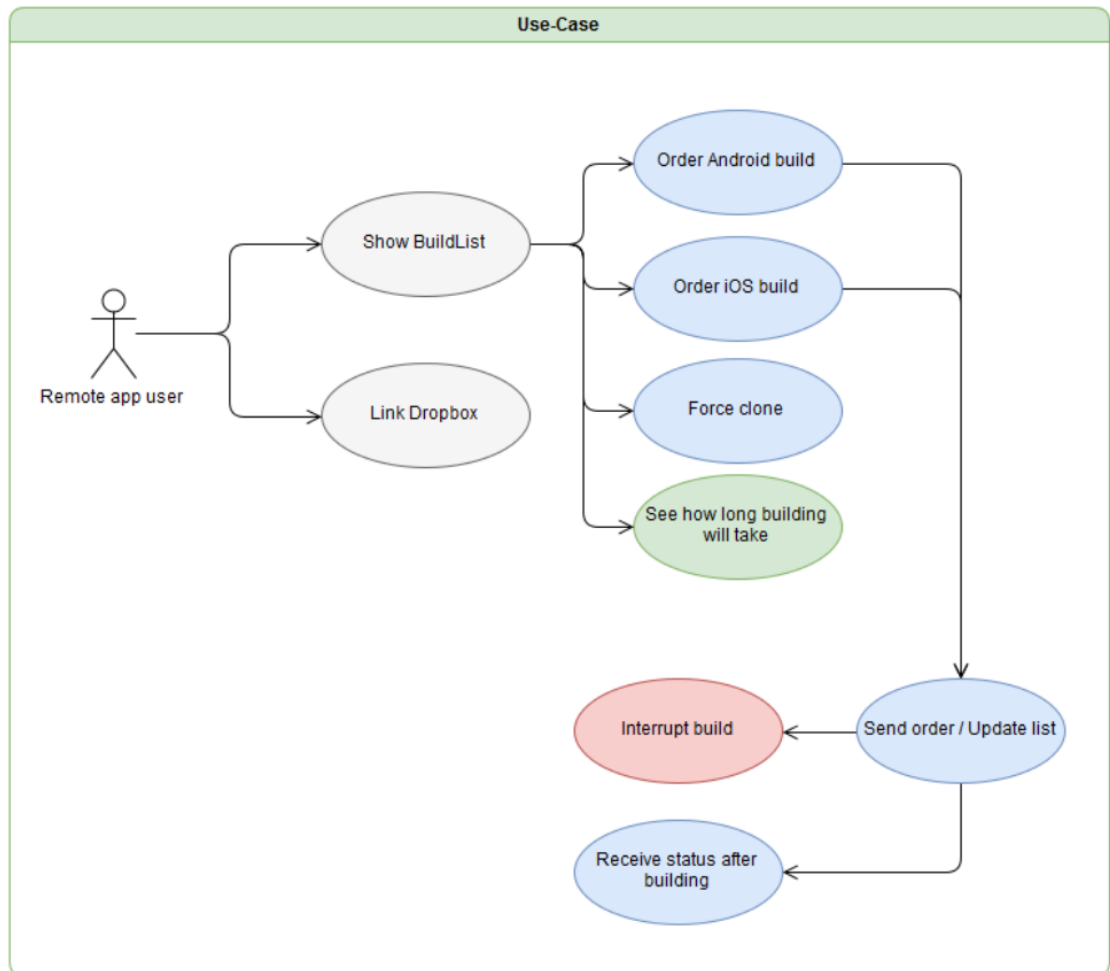 Use-Case
Order Android build
Show BuildList
Order iOS build
Remote app user
Link Dropbox
Force clone
See how long building
will take
Interrupt build
Send order / Update list
Receive status after
building